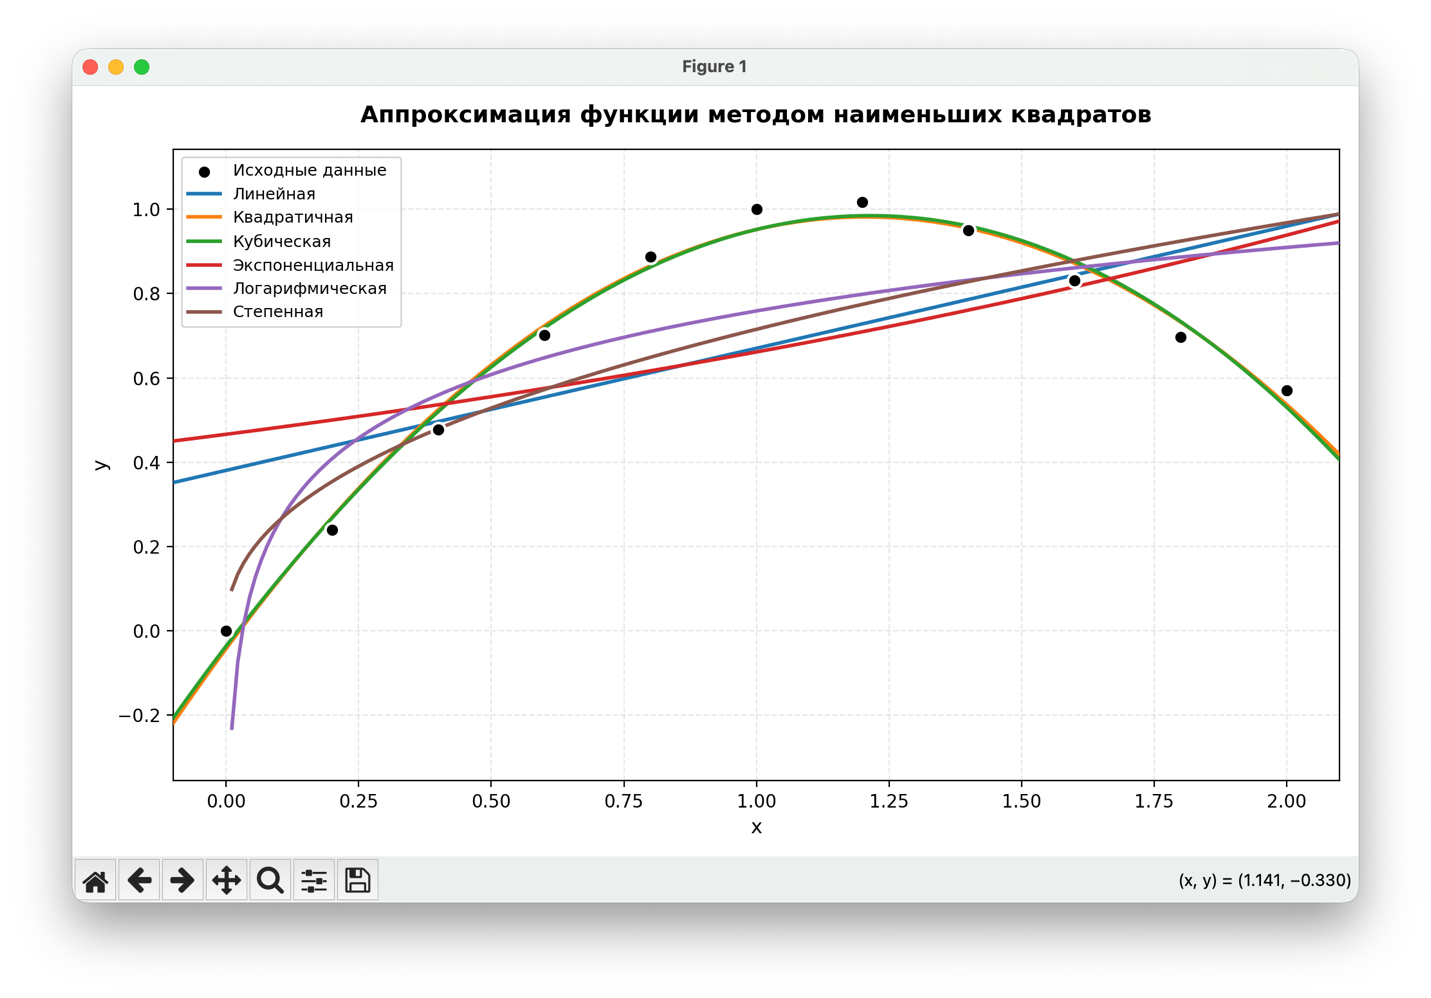 Figure 1
Аппроксимация функции методом наименьших квадратов
Исходные данные
Линейная
Квадратичная
Кубическая
Экспоненциальная
Логарифмическая
Степенная
1.0
0.8
0.6
0.4
0.2
0.0
−0.2
y
0.00 0.25 0.50 0.75 1.00 1.25 1.50 1.75 2.00
x
(x, y) = (1.141, −0.330)